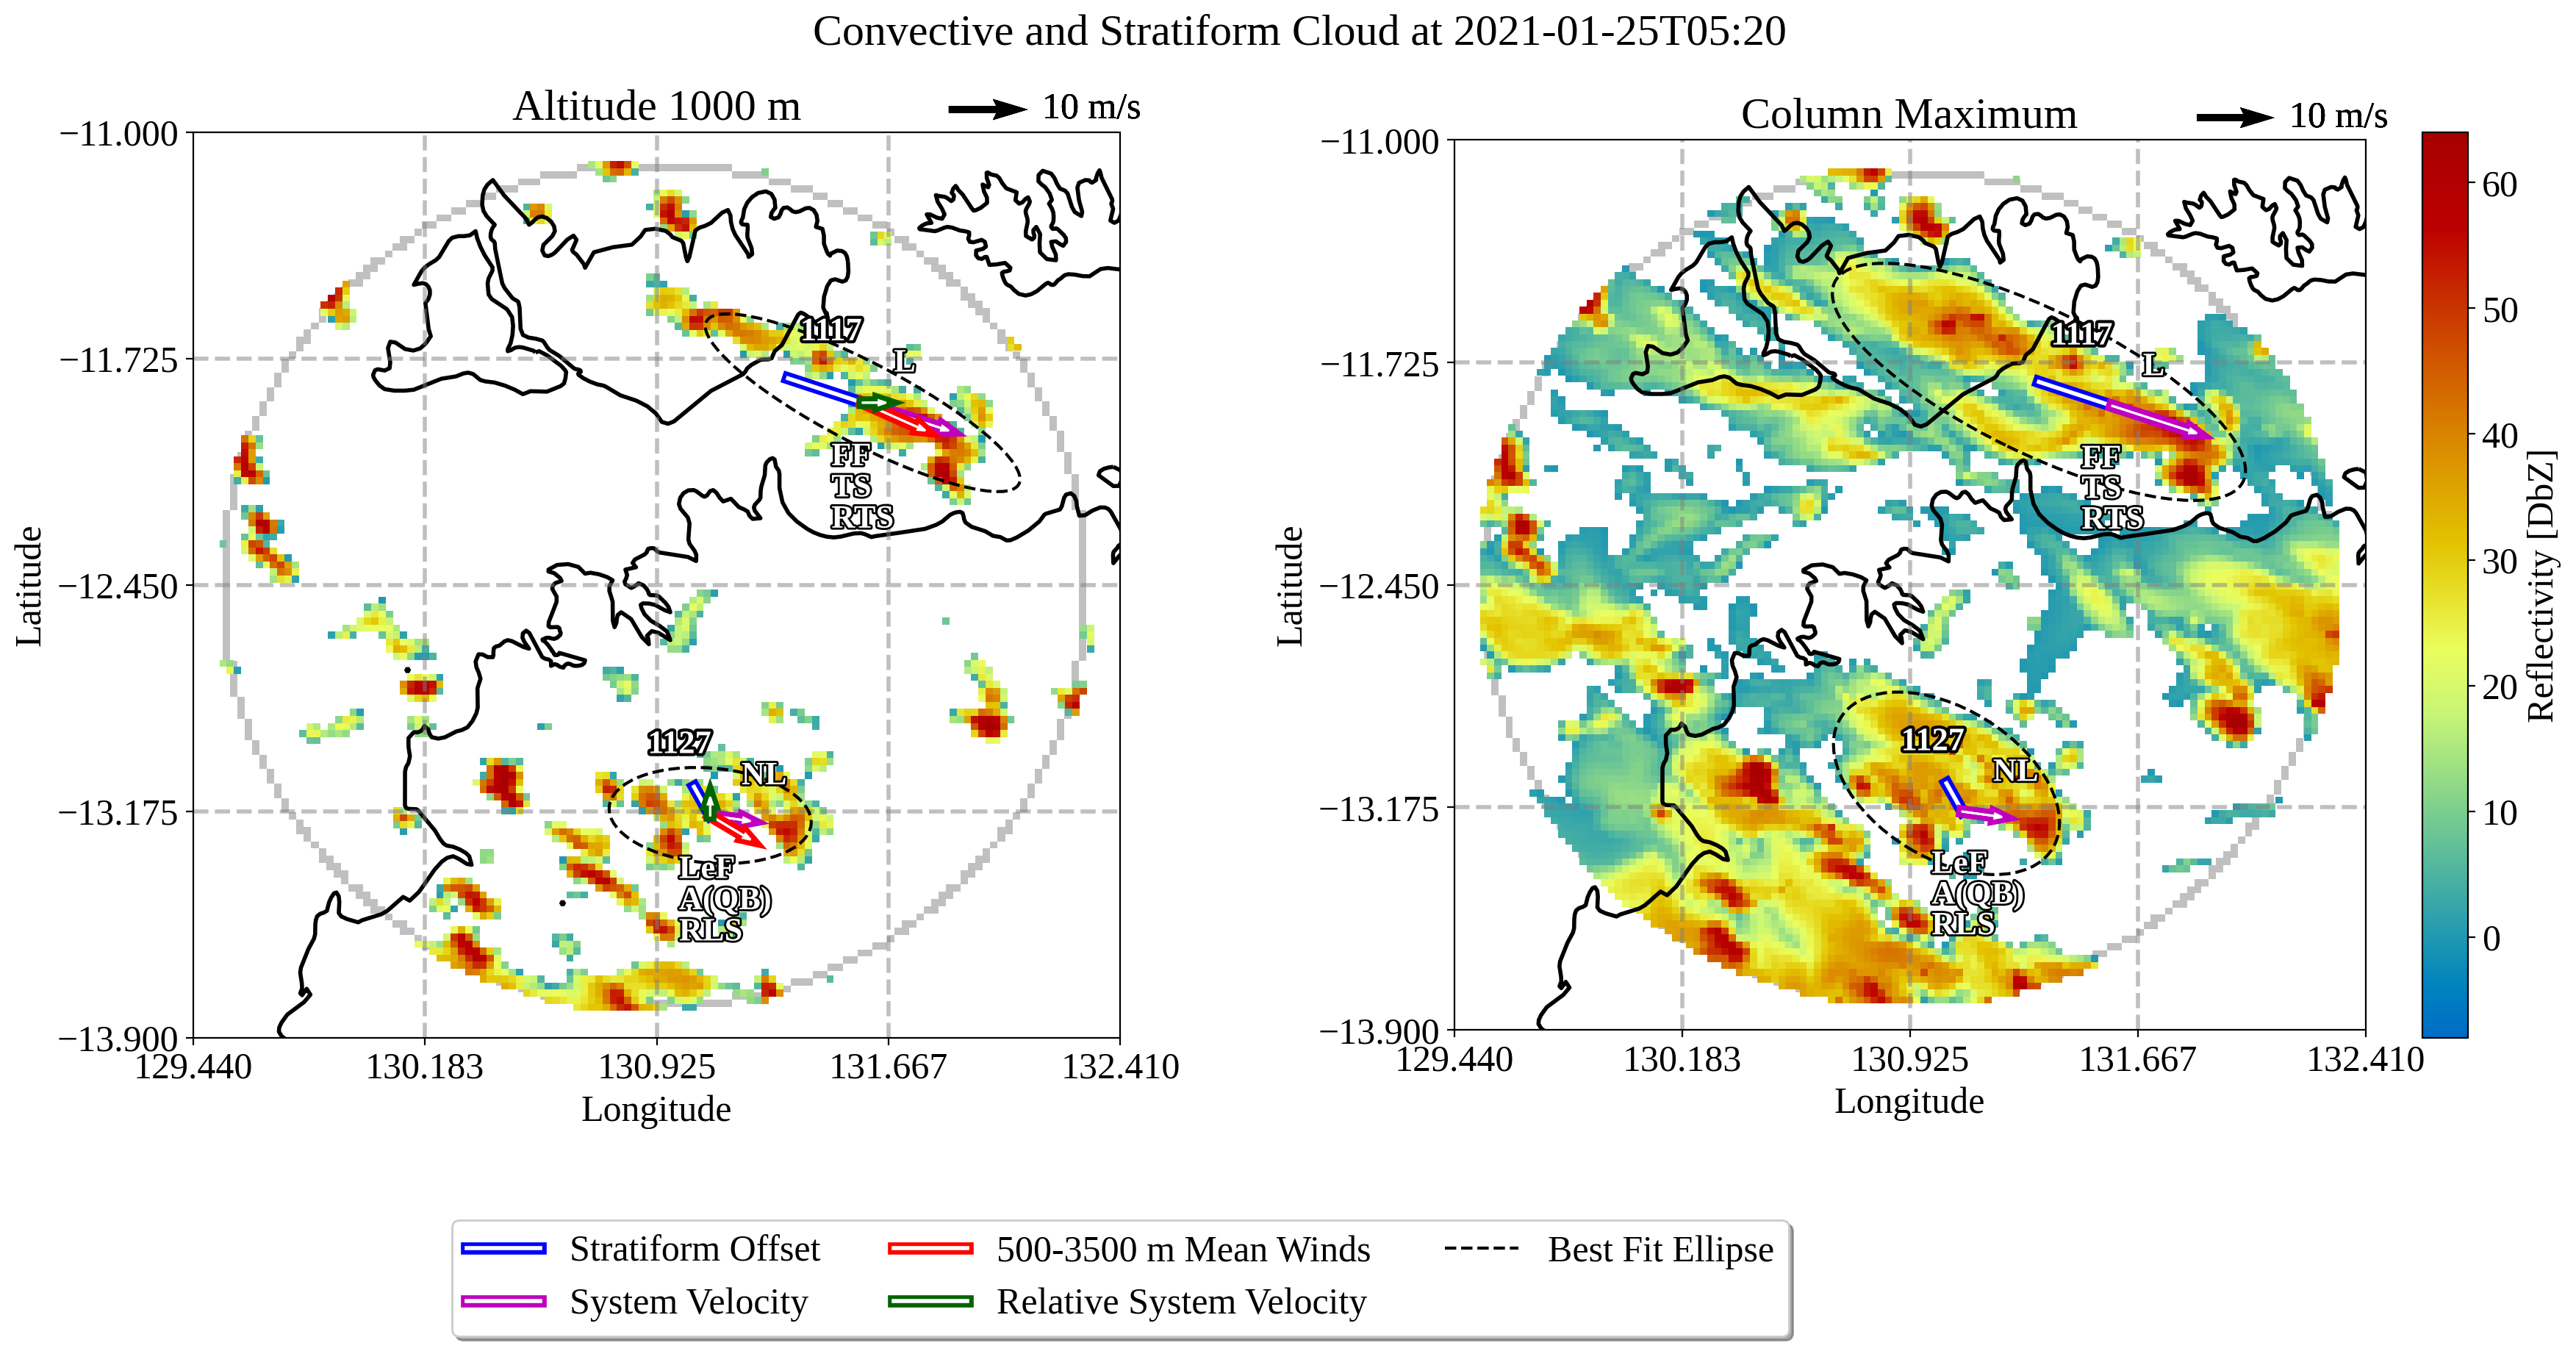 Convective and Stratiform Cloud at 2021-01-25T05:20
Altitude 1000 m
10 m/s
−11.000
−11.725
−12.450
−13.175
−13.900
Latitude
129.440
130.183
130.925
131.667
132.410
Longitude
1117
L
FF
TS
RTS
1127
NL
LeF
A(QB)
RLS
Column Maximum
10 m/s
−11.000
−11.725
−12.450
−13.175
−13.900
Latitude
129.440
130.183
130.925
131.667
132.410
Longitude
1117
L
FF
TS
RTS
1127
NL
LeF
A(QB)
RLS
60
50
40
30
20
10
0
Reflectivity [DbZ]
Stratiform Offset
System Velocity
500-3500 m Mean Winds
Relative System Velocity
Best Fit Ellipse